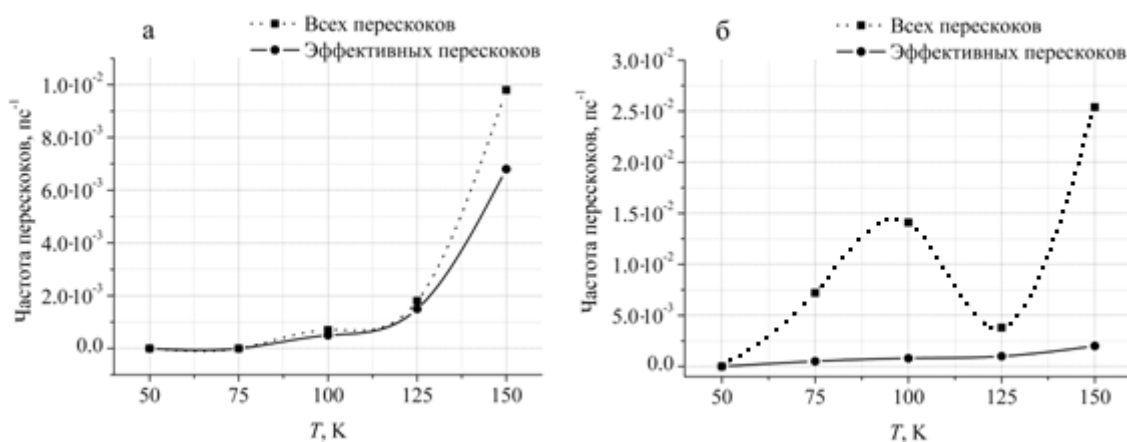 а
Всех перескоков
Эффективных перескоков
Частота перескоков, пс⁻¹
1.0·10⁻²
8.0·10⁻³
6.0·10⁻³
4.0·10⁻³
2.0·10⁻³
0.0
50 75 100 125 150
T, K
б
Всех перескоков
Эффективных перескоков
Частота перескоков, пс⁻¹
3.0·10⁻²
2.5·10⁻²
2.0·10⁻²
1.5·10⁻²
1.0·10⁻²
5.0·10⁻³
0.0
50 75 100 125 150
T, K